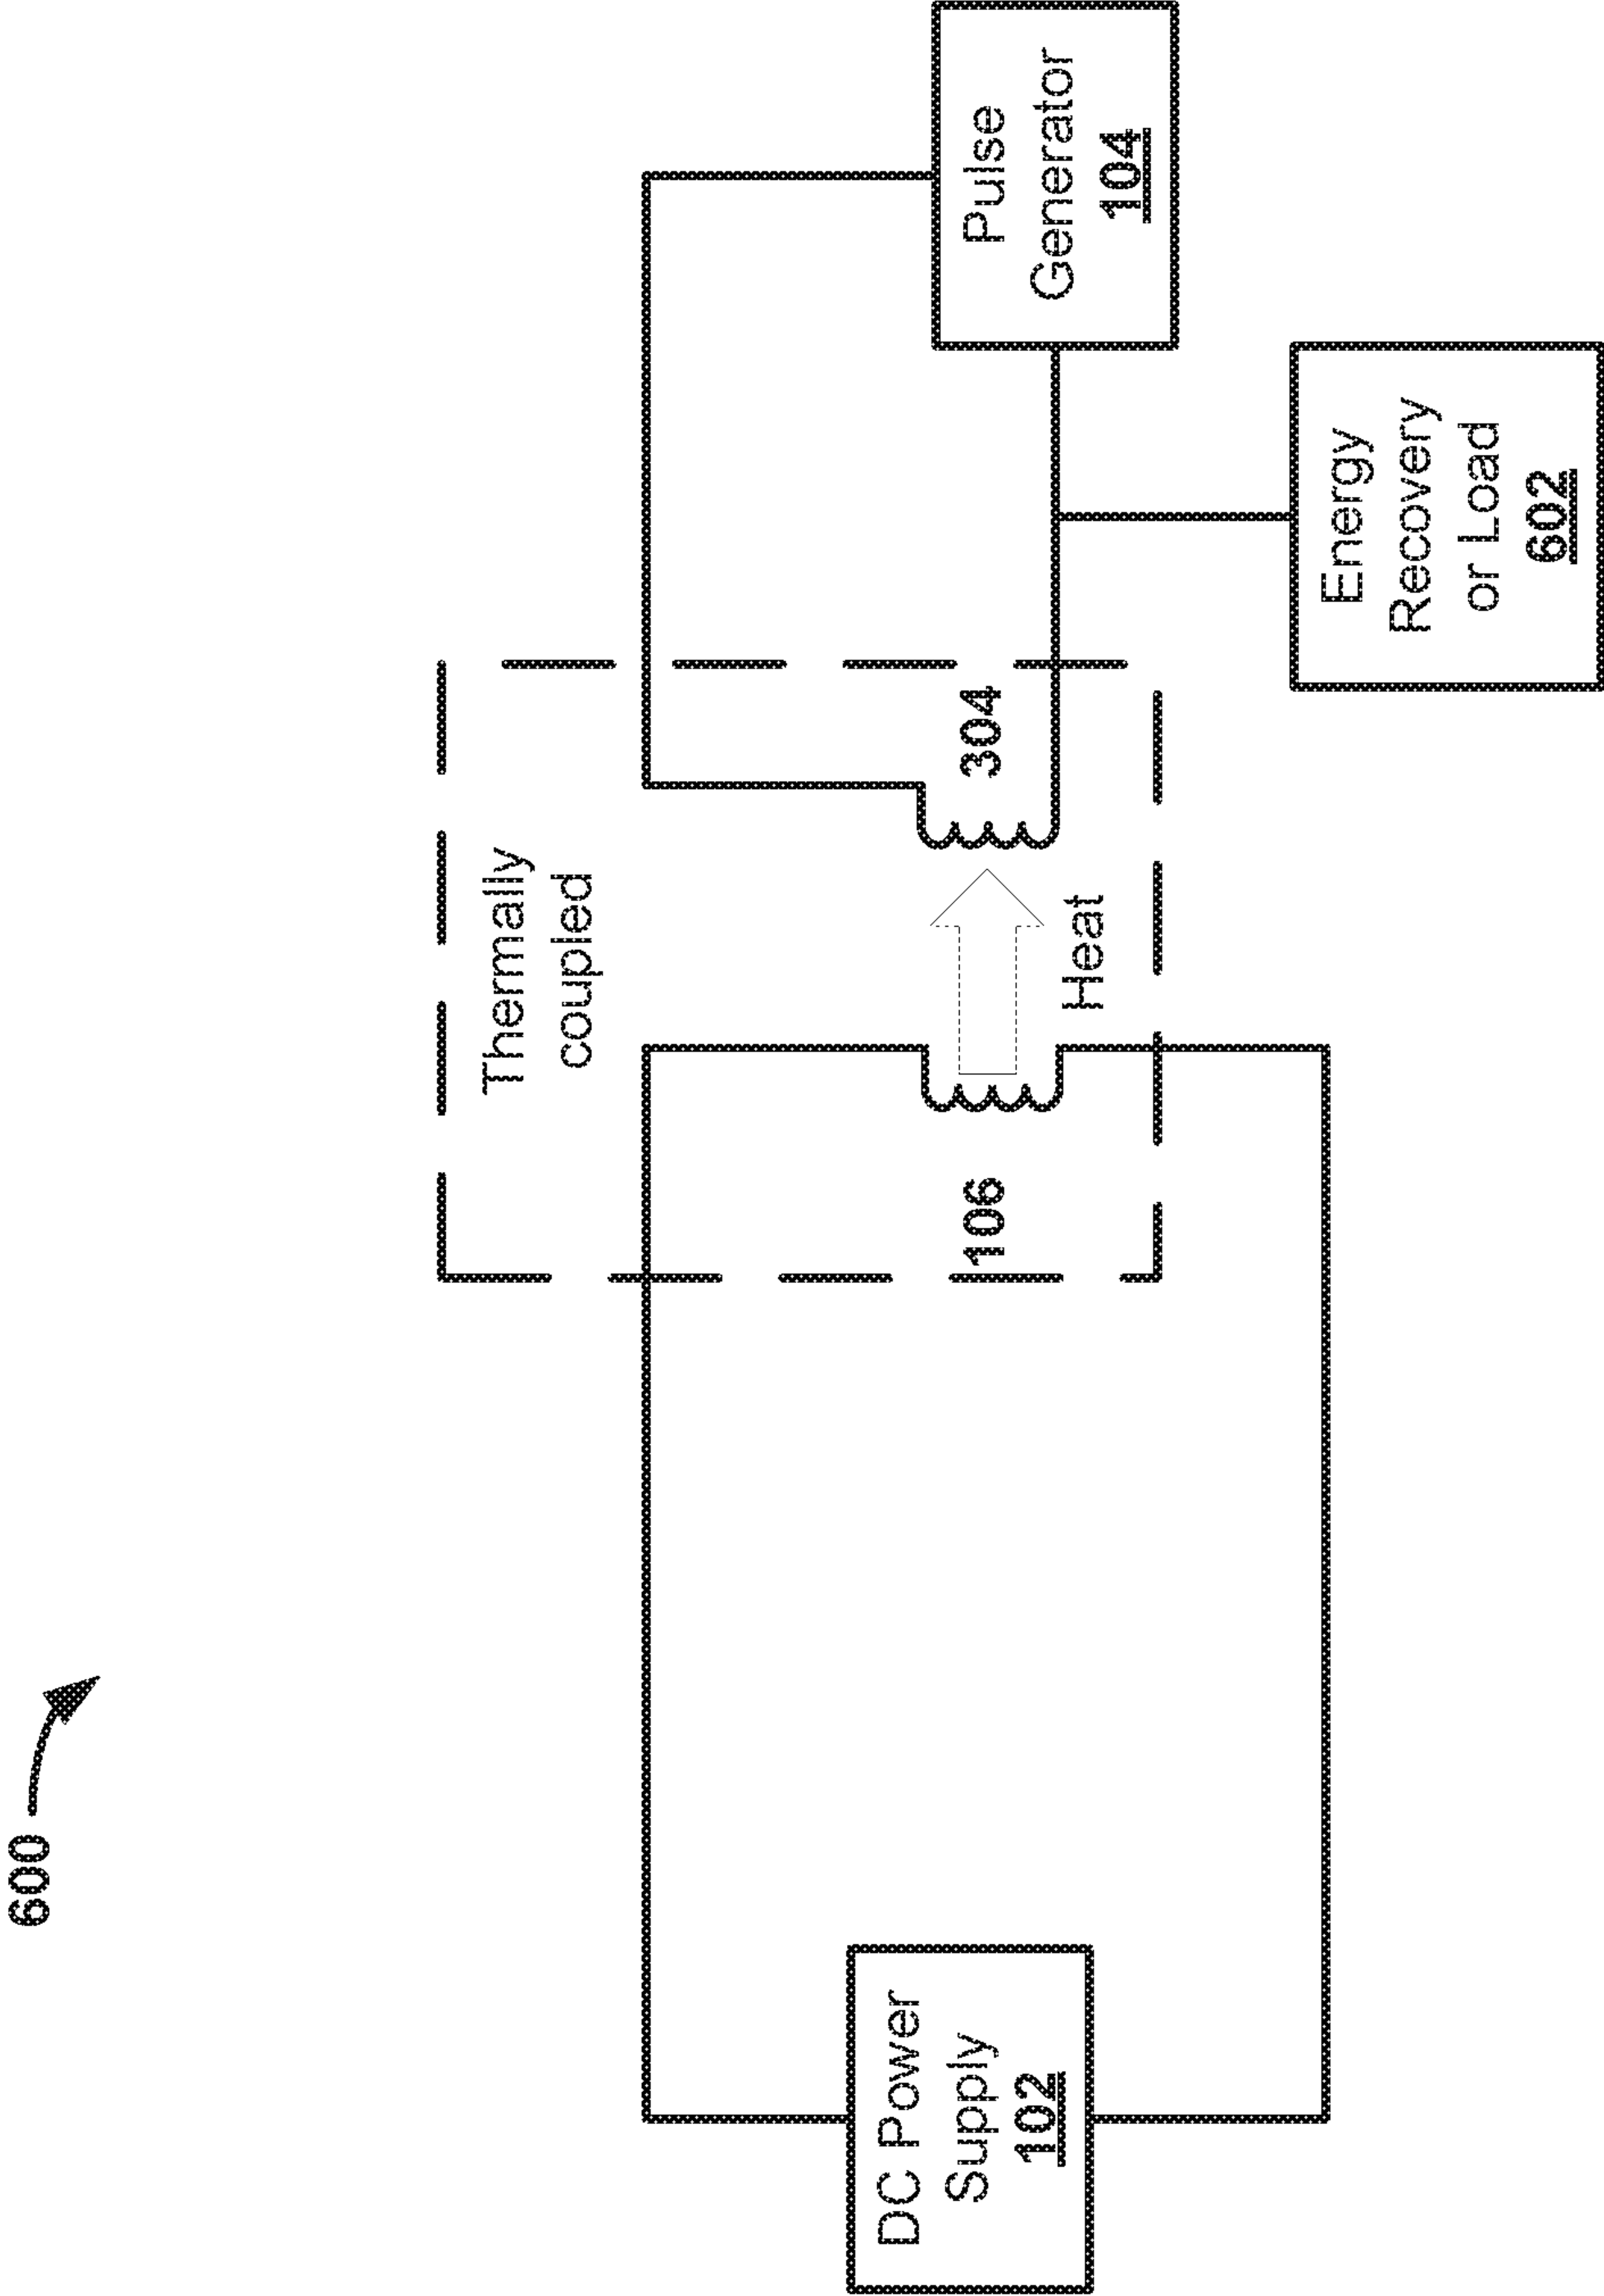 600
Thermally
coupled
DC Power
Supply
102
106
Heat
304
Pulse
Generator
104
Energy
Recovery
or Load
602